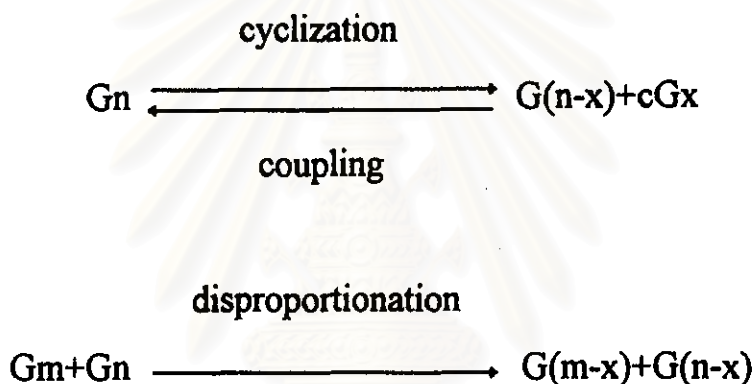 cyclization
Gn G(n-x)+cGx
coupling
disproportionation
Gm+Gn G(m-x)+G(n-x)